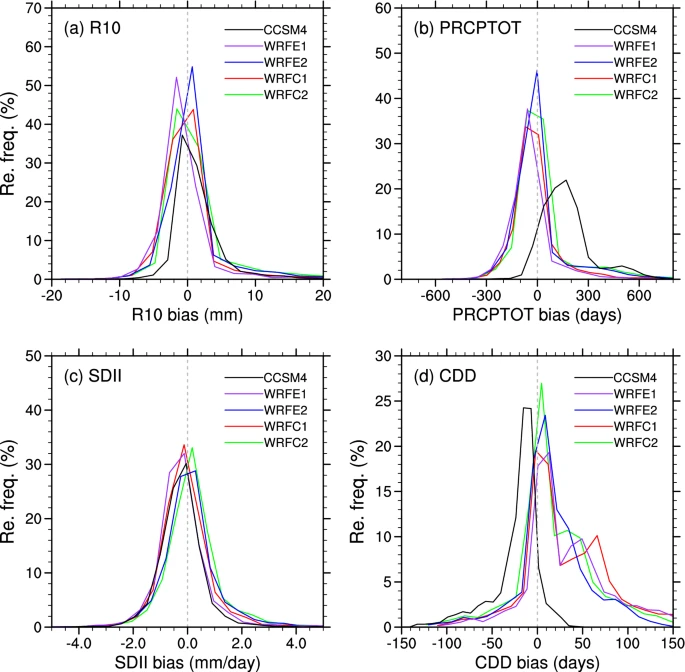 (a) R10
CCSM4
WRFE1
WRFE2
WRFC1
WRFC2
Re. freq. (%)
70
60
50
40
30
20
10
0
-20 -10 0 10 20
R10 bias (mm)
(b) PRCPTOT
CCSM4
WRFE1
WRFE2
WRFC1
WRFC2
60
50
40
30
20
10
0
-600 -300 0 300 600
PRCPTOT bias (days)
(c) SDII
CCSM4
WRFE1
WRFE2
WRFC1
WRFC2
Re. freq. (%)
50
40
30
20
10
0
-4.0 -2.0 0.0 2.0 4.0
SDII bias (mm/day)
(d) CDD
CCSM4
WRFE1
WRFE2
WRFC1
WRFC2
30
25
20
15
10
5
0
-150 -100 -50 0 50 100 150
CDD bias (days)